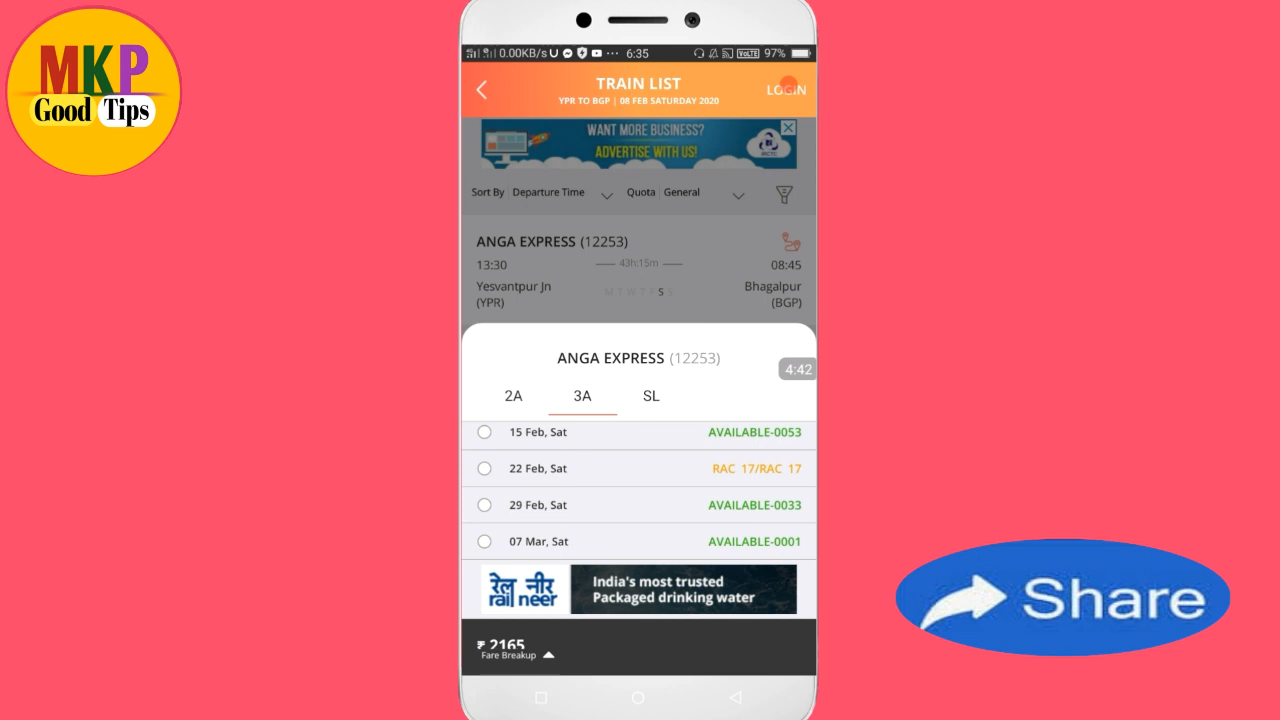 MKP
Good Tips
0.00KB/s U ... 6:35 VoLTE 97%
TRAIN LIST
LOGIN
YPR TO BGP | 08 FEB SATURDAY 2020
WANT MORE BUSINESS?
ADVERTISE WITH US!
Sort By Departure Time Quota General
ANGA EXPRESS (12253)
13:30 43h:15m 08:45
Yesvantpur Jn Bhagalpur
M T W T F S S
(YPR) (BGP)
ANGA EXPRESS (12253)
4:42
2A 3A SL
15 Feb, Sat AVAILABLE-0053
22 Feb, Sat RAC 17/RAC 17
29 Feb, Sat AVAILABLE-0033
07 Mar, Sat AVAILABLE-0001
रेल नीर
rail neer
India's most trusted
Packaged drinking water
₹ 2165
Fare Breakup
Share